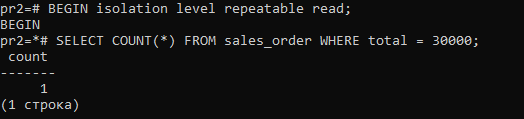 pr2=# BEGIN isolation level repeatable read;
BEGIN
pr2=*# SELECT COUNT(*) FROM sales_order WHERE total = 30000;
 count
-------
     1
(1 строка)